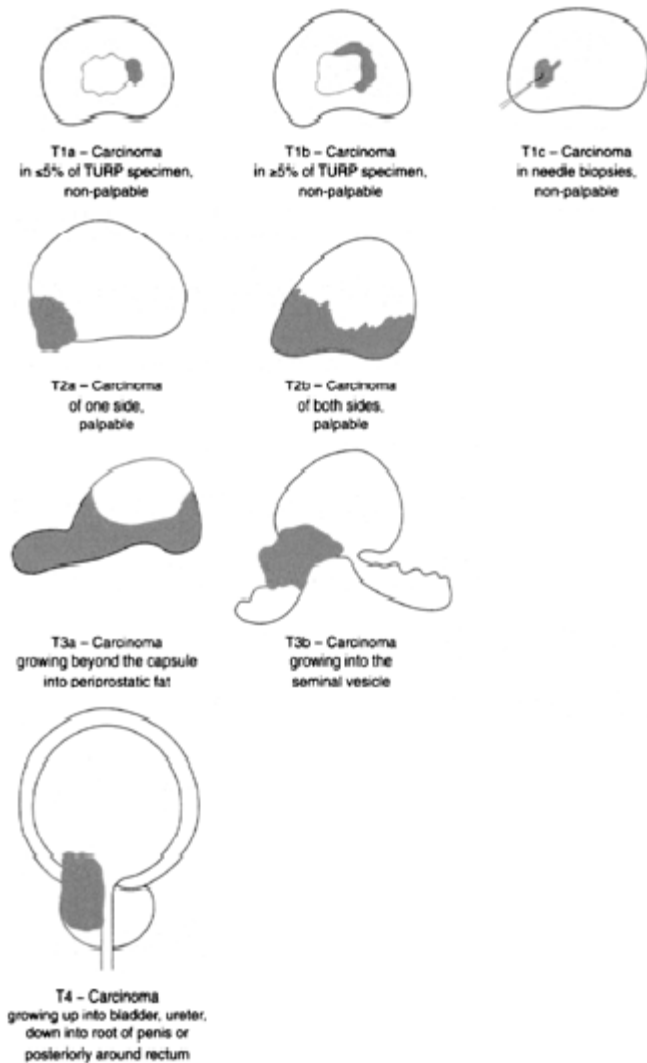 T1a – Carcinoma
in ≤5% of TURP specimen,
non-palpable
T1b – Carcinoma
in ≥5% of TURP specimen,
non-palpable
T1c – Carcinoma
in needle biopsies,
non-palpable
T2a – Carcinoma
of one side,
palpable
T2b – Carcinoma
of both sides,
palpable
T3a – Carcinoma
growing beyond the capsule
into periprostatic fat
T3b – Carcinoma
growing into the
seminal vesicle
T4 – Carcinoma
growing up into bladder, ureter,
down into root of penis or
posteriorly around rectum